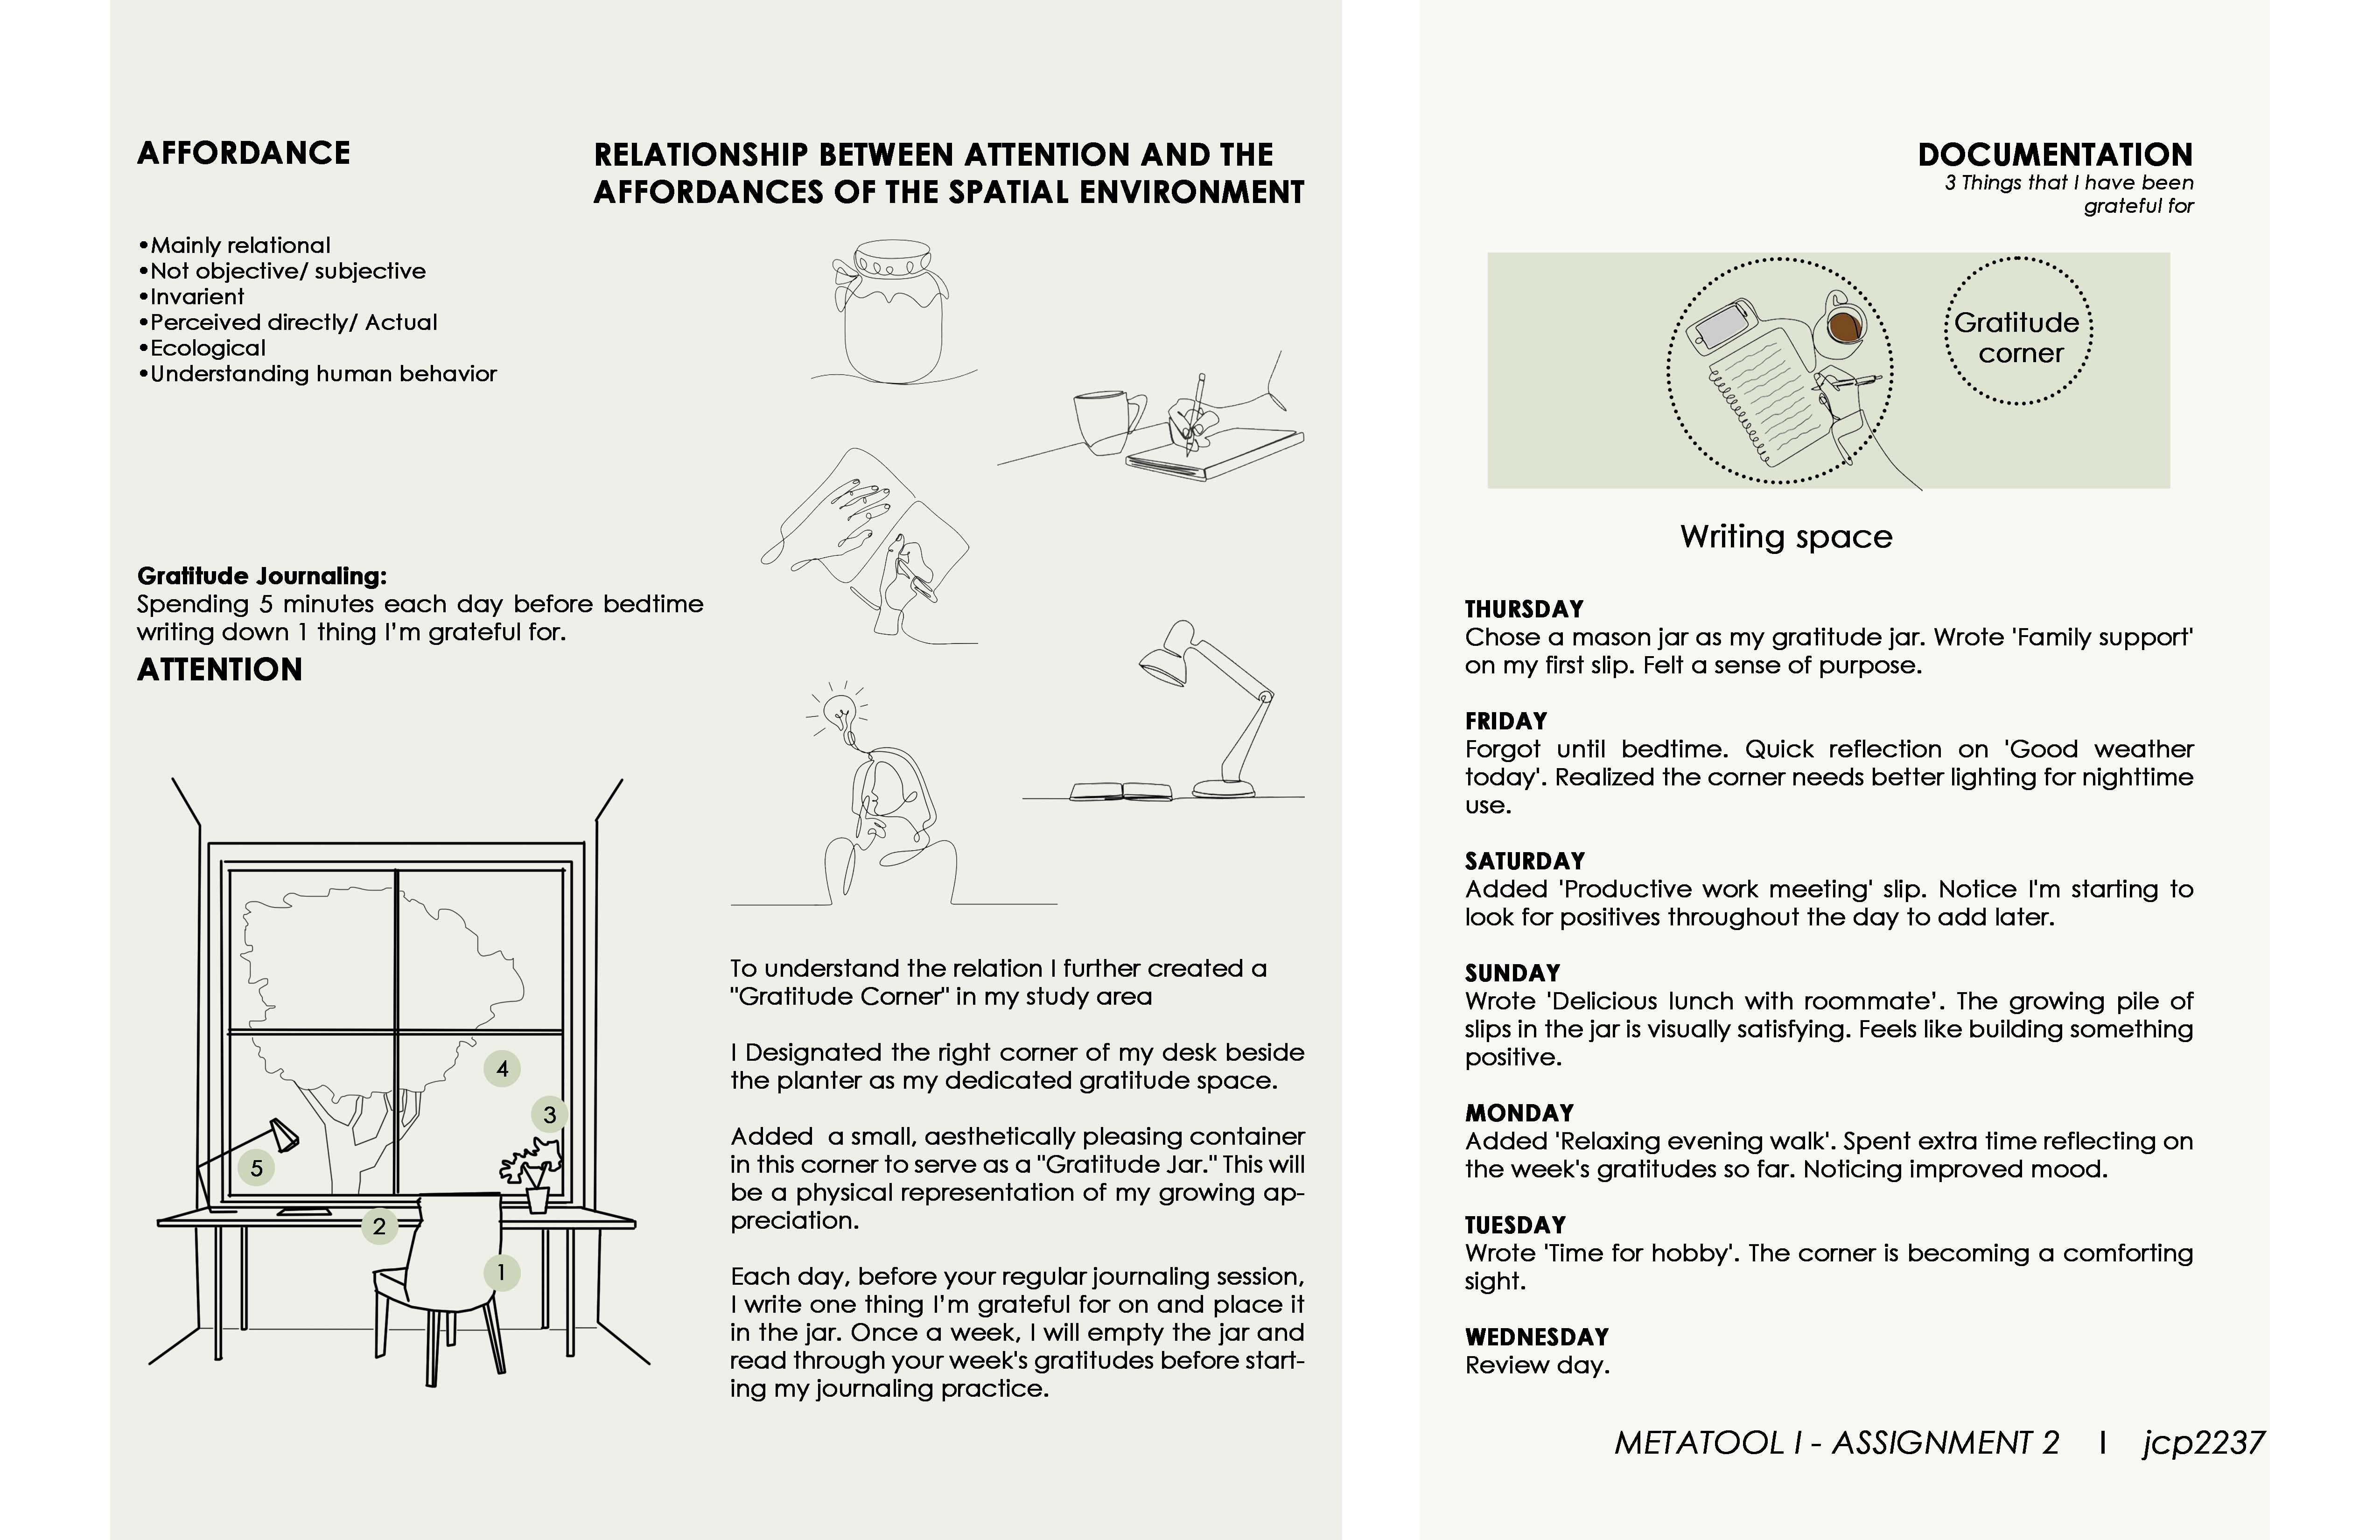 AFFORDANCE
•Mainly relational
•Not objective/ subjective
•Invarient
•Perceived directly/ Actual
•Ecological
•Understanding human behavior
Gratitude Journaling:
Spending 5 minutes each day before bedtime
writing down 1 thing I'm grateful for.
ATTENTION
4
3
5
2
1
RELATIONSHIP BETWEEN ATTENTION AND THE
AFFORDANCES OF THE SPATIAL ENVIRONMENT
To understand the relation I further created a
"Gratitude Corner" in my study area
I Designated the right corner of my desk beside
the planter as my dedicated gratitude space.
Added a small, aesthetically pleasing container
in this corner to serve as a "Gratitude Jar." This will
be a physical representation of my growing ap-
preciation.
Each day, before your regular journaling session,
I write one thing I'm grateful for on and place it
in the jar. Once a week, I will empty the jar and
read through your week's gratitudes before start-
ing my journaling practice.
DOCUMENTATION
3 Things that I have been
grateful for
Gratitude
corner
Writing space
THURSDAY
Chose a mason jar as my gratitude jar. Wrote 'Family support'
on my first slip. Felt a sense of purpose.
FRIDAY
Forgot until bedtime. Quick reflection on 'Good weather
today'. Realized the corner needs better lighting for nighttime
use.
SATURDAY
Added 'Productive work meeting' slip. Notice I'm starting to
look for positives throughout the day to add later.
SUNDAY
Wrote 'Delicious lunch with roommate'. The growing pile of
slips in the jar is visually satisfying. Feels like building something
positive.
MONDAY
Added 'Relaxing evening walk'. Spent extra time reflecting on
the week's gratitudes so far. Noticing improved mood.
TUESDAY
Wrote 'Time for hobby'. The corner is becoming a comforting
sight.
WEDNESDAY
Review day.
METATOOL I - ASSIGNMENT 2 I jcp2237